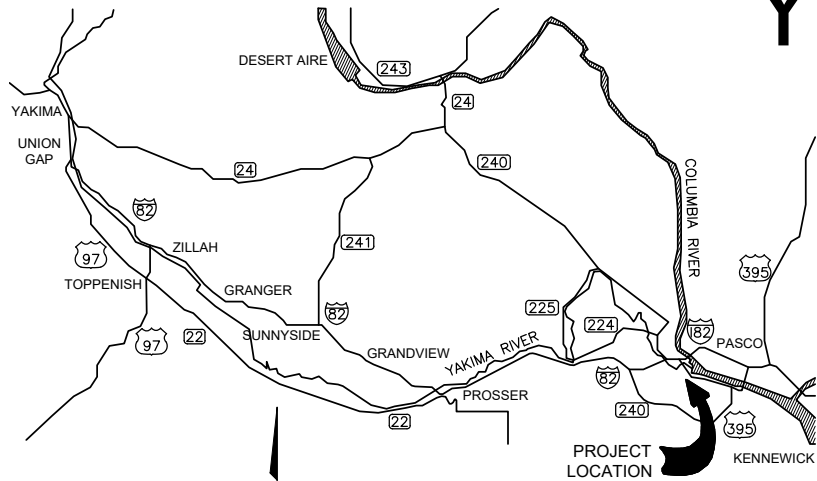 Y
DESERT AIRE
243
24
YAKIMA
UNION
GAP
24
240
COLUMBIA RIVER
82
241
97
ZILLAH
TOPPENISH
GRANGER
395
82
225
224
182
PASCO
22
SUNNYSIDE
97
GRANDVIEW
YAKIMA RIVER
82
PROSSER
240
22
395
PROJECT
LOCATION
KENNEWICK